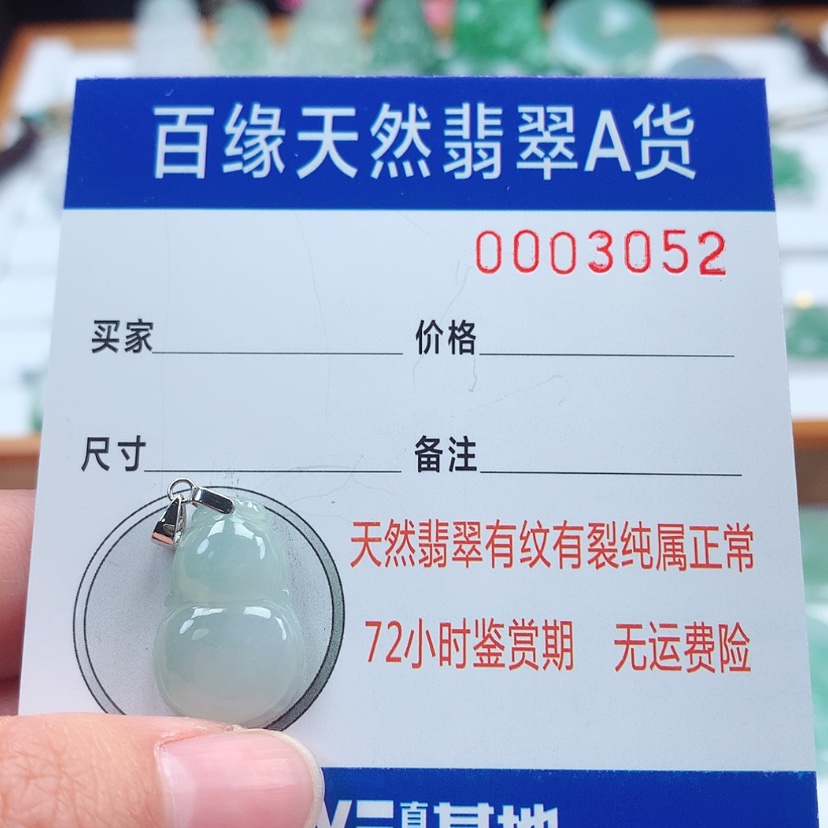 百缘天然翡翠A货
0003052
买家 价格
尺寸 备注
天然翡翠有纹有裂纯属正常
72小时鉴赏期 无运费险
基地